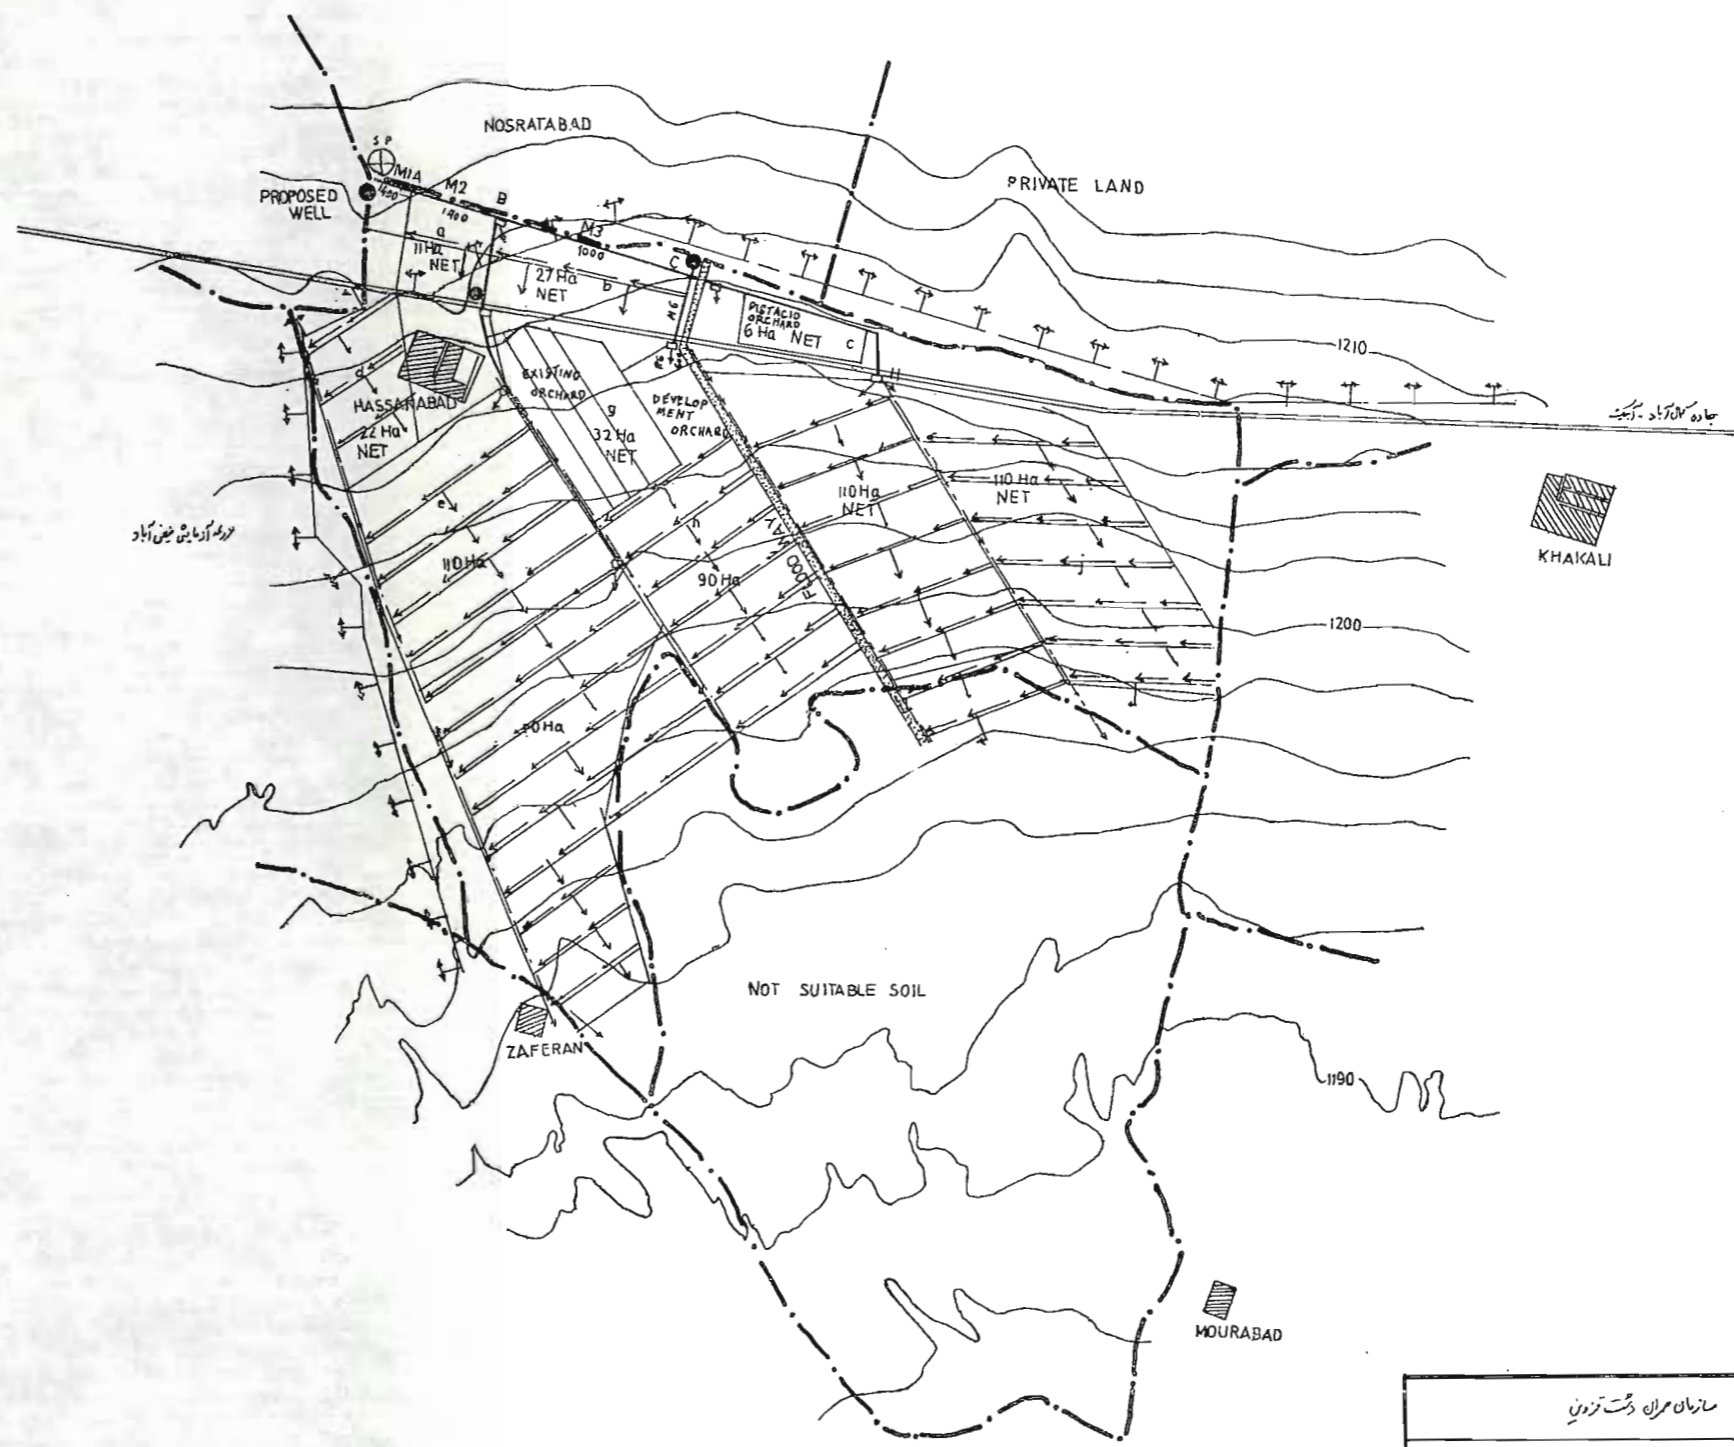 NOSRATABAD
S P
M1A
M2
B
PROPOSED
WELL
1400
PRIVATE LAND
M3
1000
a
11 Ha
NET
C
27 Ha
NET
b
M6
PISTACIO
ORCHARD
6 Ha NET
c
H
1210
d
HASSANABAD
22 Ha
NET
EXISTING
ORCHARD
g
32 Ha
NET
DEVELOP
MENT
ORCHARD
110 Ha
NET
110 Ha
NET
KHAKALI
e
h
110 Ha
90 Ha
FLOOD
j
1200
NOT SUITABLE SOIL
ZAFERAN
1190
MOURABAD
سازمان عمران دشت قزوین